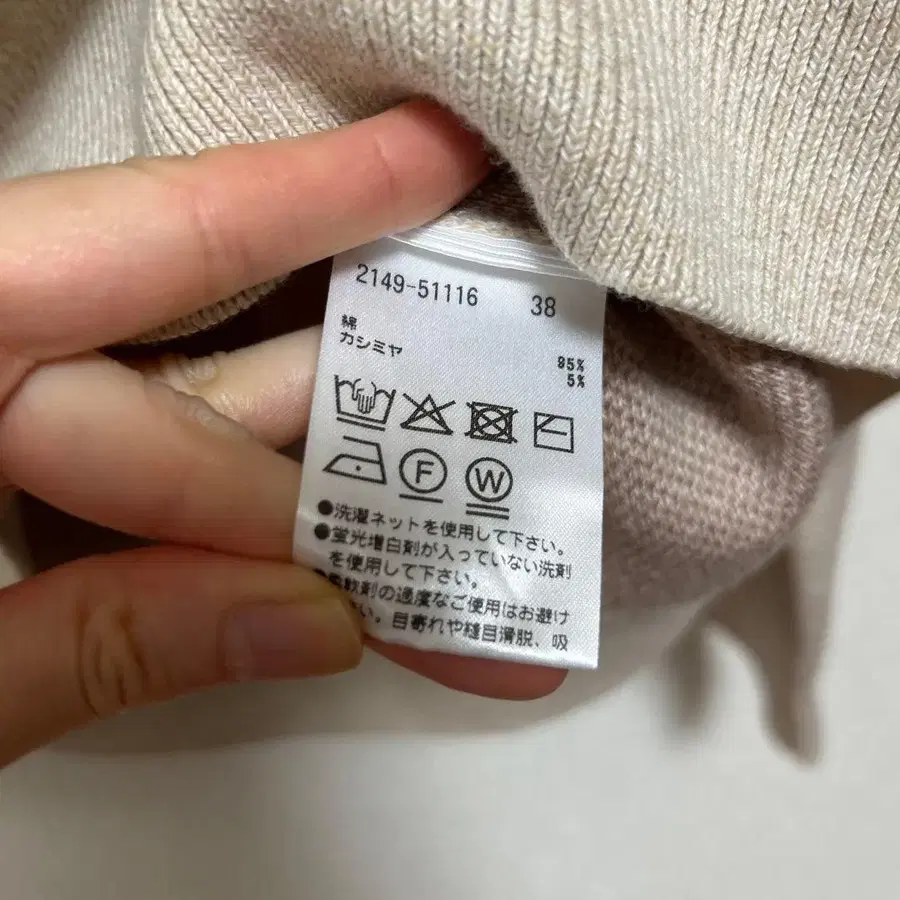 2149-51116 38
綿 85%
カシミヤ 5%
F W
●洗濯ネットを使用して下さい。
●蛍光増白剤が入っていない洗剤
を使用して下さい。
軟剤の過度なご使用はお避け
い。目寄れや縫目滑脱、吸